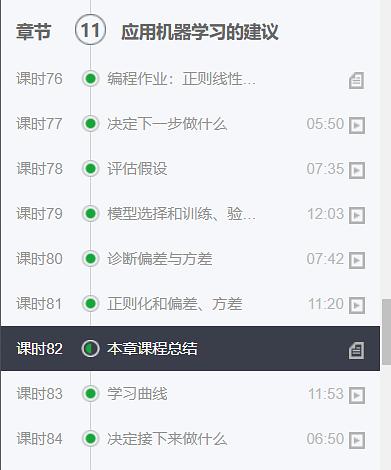 章节 11 应用机器学习的建议
课时76 编程作业：正则线性...
课时77 决定下一步做什么 05:50
课时78 评估假设 07:35
课时79 模型选择和训练、验... 12:03
课时80 诊断偏差与方差 07:42
课时81 正则化和偏差、方差 11:20
课时82 本章课程总结
课时83 学习曲线 11:53
课时84 决定接下来做什么 06:50